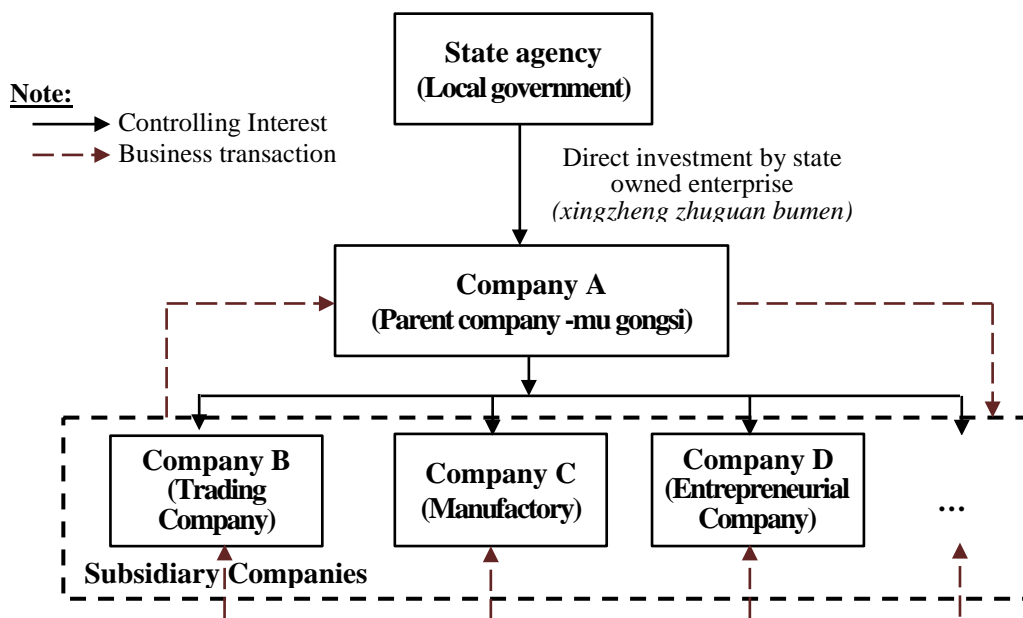 State agency
(Local government)
Note:
Controlling Interest
Business transaction
Direct investment by state
owned enterprise
(xingzheng zhuguan bumen)
Company A
(Parent company -mu gongsi)
Company B
(Trading
Company)
Company C
(Manufactory)
Company D
(Entrepreneurial
Company)
...
Subsidiary Companies